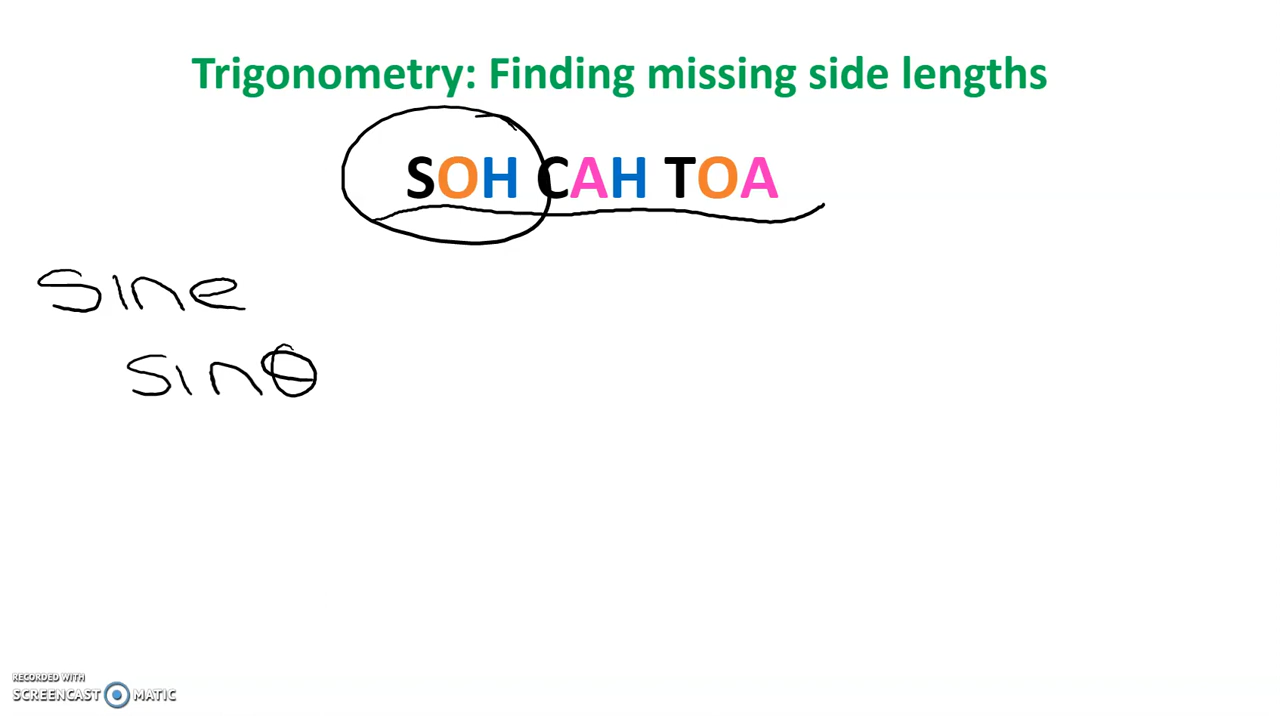 Trigonometry: Finding missing side lengths
SOH CAH TOA
sine
sinθ
RECORDED WITH
SCREENCAST MATIC